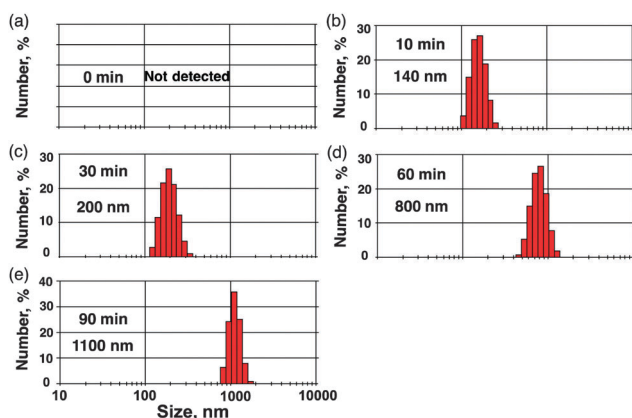 (a)
Number, %
0 min
Not detected
(b)
Number, %
30
20
10
0
10 min
140 nm
(c)
Number, %
30
20
10
0
30 min
200 nm
(d)
Number, %
30
20
10
0
60 min
800 nm
(e)
Number, %
40
30
20
10
0
90 min
1100 nm
10 100 1000 10000
Size, nm